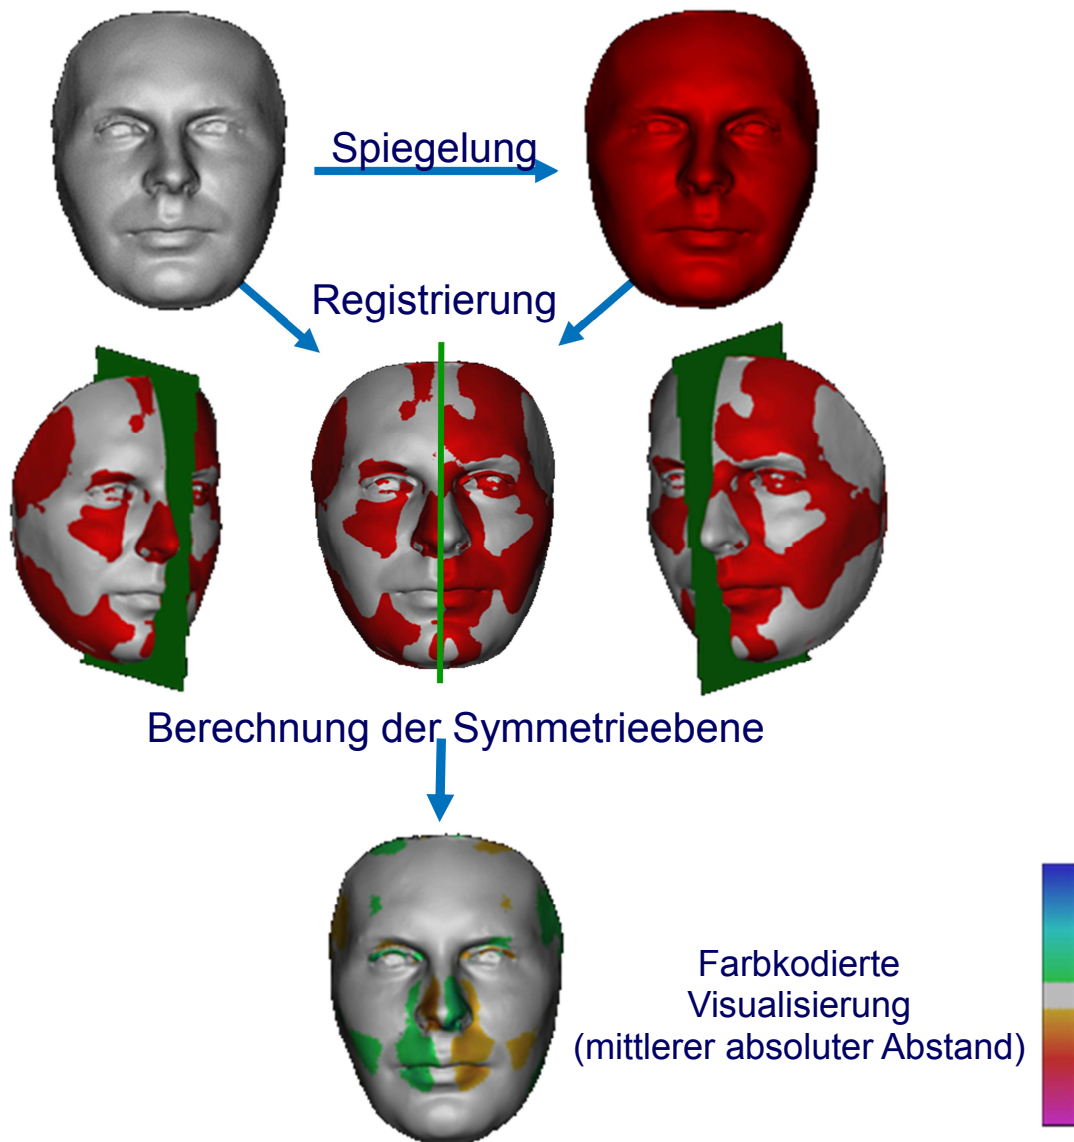 Spiegelung
Registrierung
Berechnung der Symmetrieebene
Farbkodierte
Visualisierung
(mittlerer absoluter Abstand)